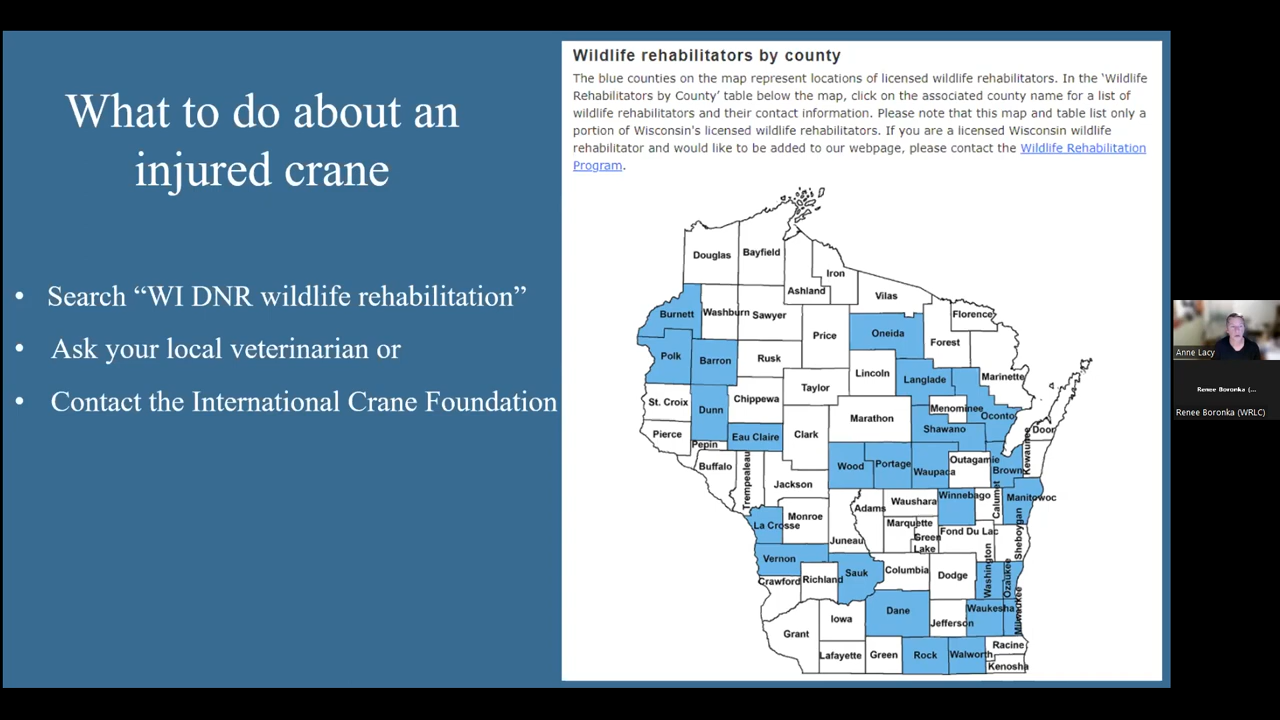 What to do about an
injured crane
• Search “WI DNR wildlife rehabilitation”
• Ask your local veterinarian or
• Contact the International Crane Foundation
Wildlife rehabilitators by county
The blue counties on the map represent locations of licensed wildlife rehabilitators. In the ‘Wildlife
Rehabilitators by County’ table below the map, click on the associated county name for a list of
wildlife rehabilitators and their contact information. Please note that this map and table list only a
portion of Wisconsin's licensed wildlife rehabilitators. If you are a licensed Wisconsin wildlife
rehabilitator and would like to be added to our webpage, please contact the Wildlife Rehabilitation
Program.
Douglas
Bayfield
Iron
Ashland
Vilas
Burnett
Washburn
Sawyer
Florence
Price
Oneida
Forest
Polk
Barron
Rusk
Lincoln
Langlade
Marinette
Taylor
St. Croix
Chippewa
Dunn
Menominee
Oconto
Marathon
Pierce
Eau Claire
Clark
Shawano
Door
Pepin
Buffalo
Trempealeau
Wood
Portage
Waupaca
Outagamie
Brown
Kewaunee
Jackson
Adams
Waushara
Winnebago
Calumet
Manitowoc
La Crosse
Monroe
Juneau
Marquette
Green
Lake
Fond Du Lac
Sheboygan
Vernon
Crawford
Richland
Sauk
Columbia
Dodge
Washington
Ozaukee
Grant
Iowa
Dane
Jefferson
Waukesha
Milwaukee
Lafayette
Green
Rock
Walworth
Racine
Kenosha
Anne Lacy
Renee Boronka (...
Renee Boronka (WRLC)